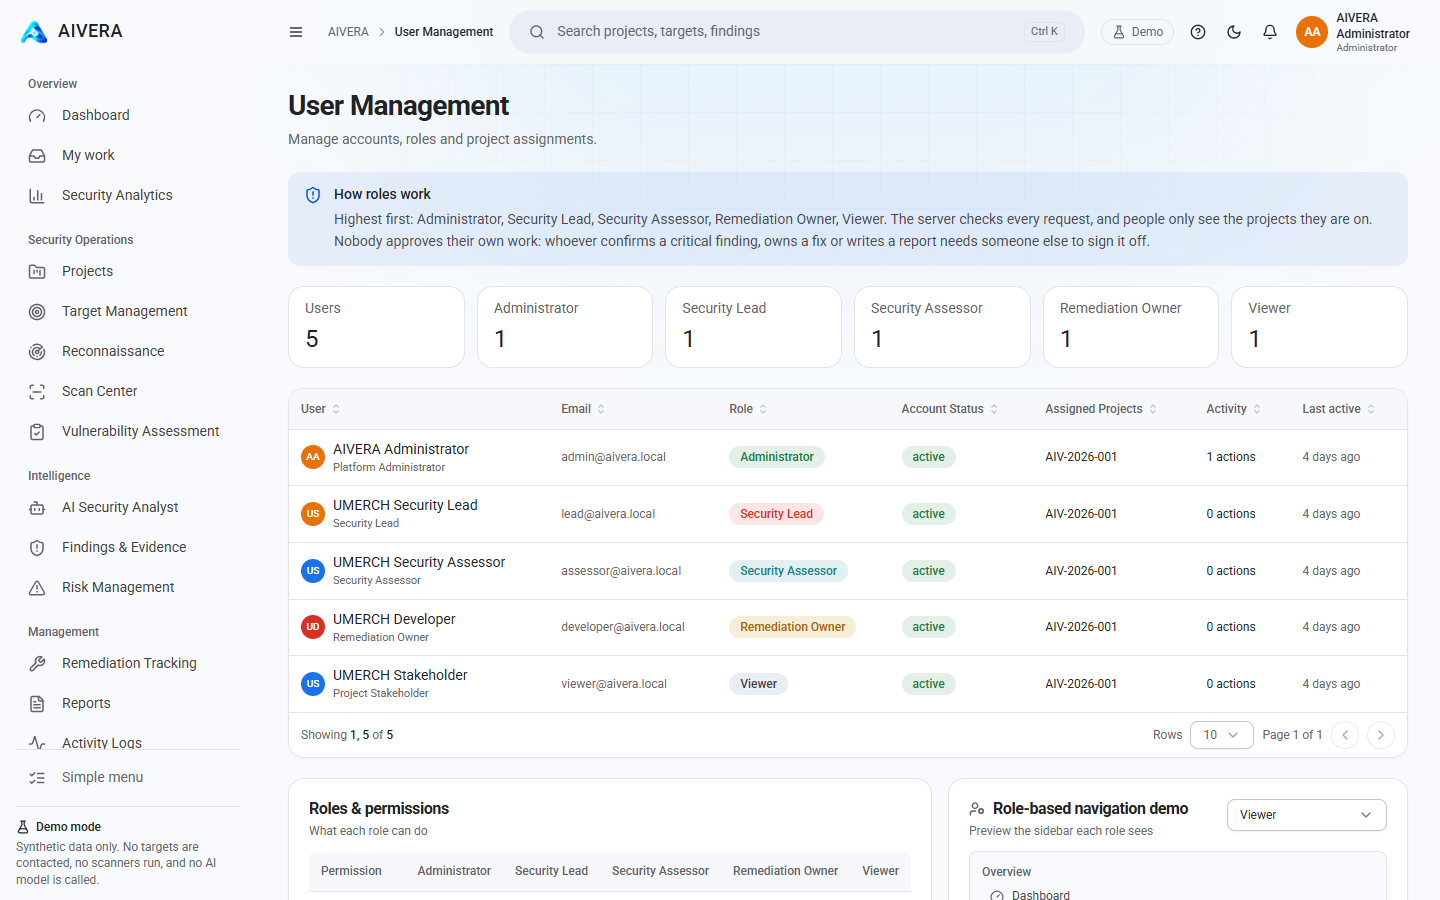 AIVERA
AIVERA > User Management
Search projects, targets, findings
Ctrl K
Demo
AA
AIVERA Administrator
Administrator
Overview
Dashboard
My work
Security Analytics
Security Operations
Projects
Target Management
Reconnaissance
Scan Center
Vulnerability Assessment
Intelligence
AI Security Analyst
Findings & Evidence
Risk Management
Management
Remediation Tracking
Reports
Activity Logs
Simple menu
Demo mode
Synthetic data only. No targets are
contacted, no scanners run, and no AI
model is called.
User Management
Manage accounts, roles and project assignments.
How roles work
Highest first: Administrator, Security Lead, Security Assessor, Remediation Owner, Viewer. The server checks every request, and people only see the projects they are on.
Nobody approves their own work: whoever confirms a critical finding, owns a fix or writes a report needs someone else to sign it off.
Users
5
Administrator
1
Security Lead
1
Security Assessor
1
Remediation Owner
1
Viewer
1
User Email Role Account Status Assigned Projects Activity Last active
AA AIVERA Administrator Platform Administrator admin@aivera.local Administrator active AIV-2026-001 1 actions 4 days ago
US UMERCH Security Lead Security Lead lead@aivera.local Security Lead active AIV-2026-001 0 actions 4 days ago
US UMERCH Security Assessor Security Assessor assessor@aivera.local Security Assessor active AIV-2026-001 0 actions 4 days ago
UD UMERCH Developer Remediation Owner developer@aivera.local Remediation Owner active AIV-2026-001 0 actions 4 days ago
US UMERCH Stakeholder Project Stakeholder viewer@aivera.local Viewer active AIV-2026-001 0 actions 4 days ago
Showing 1, 5 of 5
Rows 10 Page 1 of 1
Roles & permissions
What each role can do
Permission Administrator Security Lead Security Assessor Remediation Owner Viewer
Role-based navigation demo
Preview the sidebar each role sees
Viewer
Overview
Dashboard